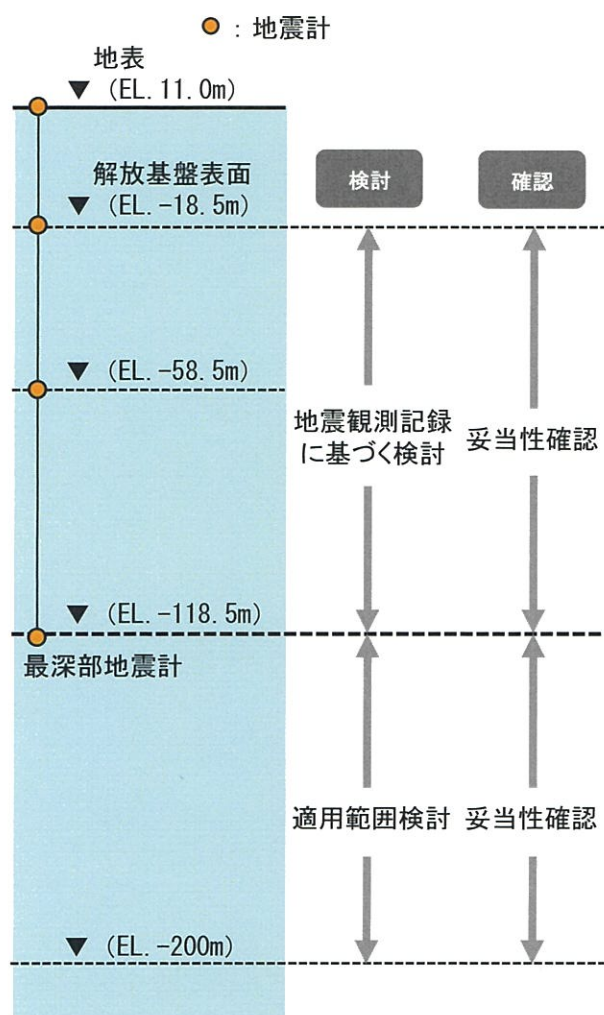 ：地震計
地表
▼ (EL. 11.0m)
解放基盤表面
▼ (EL. -18.5m)
検討
確認
▼ (EL. -58.5m)
地震観測記録
に基づく検討
妥当性確認
▼ (EL. -118.5m)
最深部地震計
適用範囲検討
妥当性確認
▼ (EL. -200m)